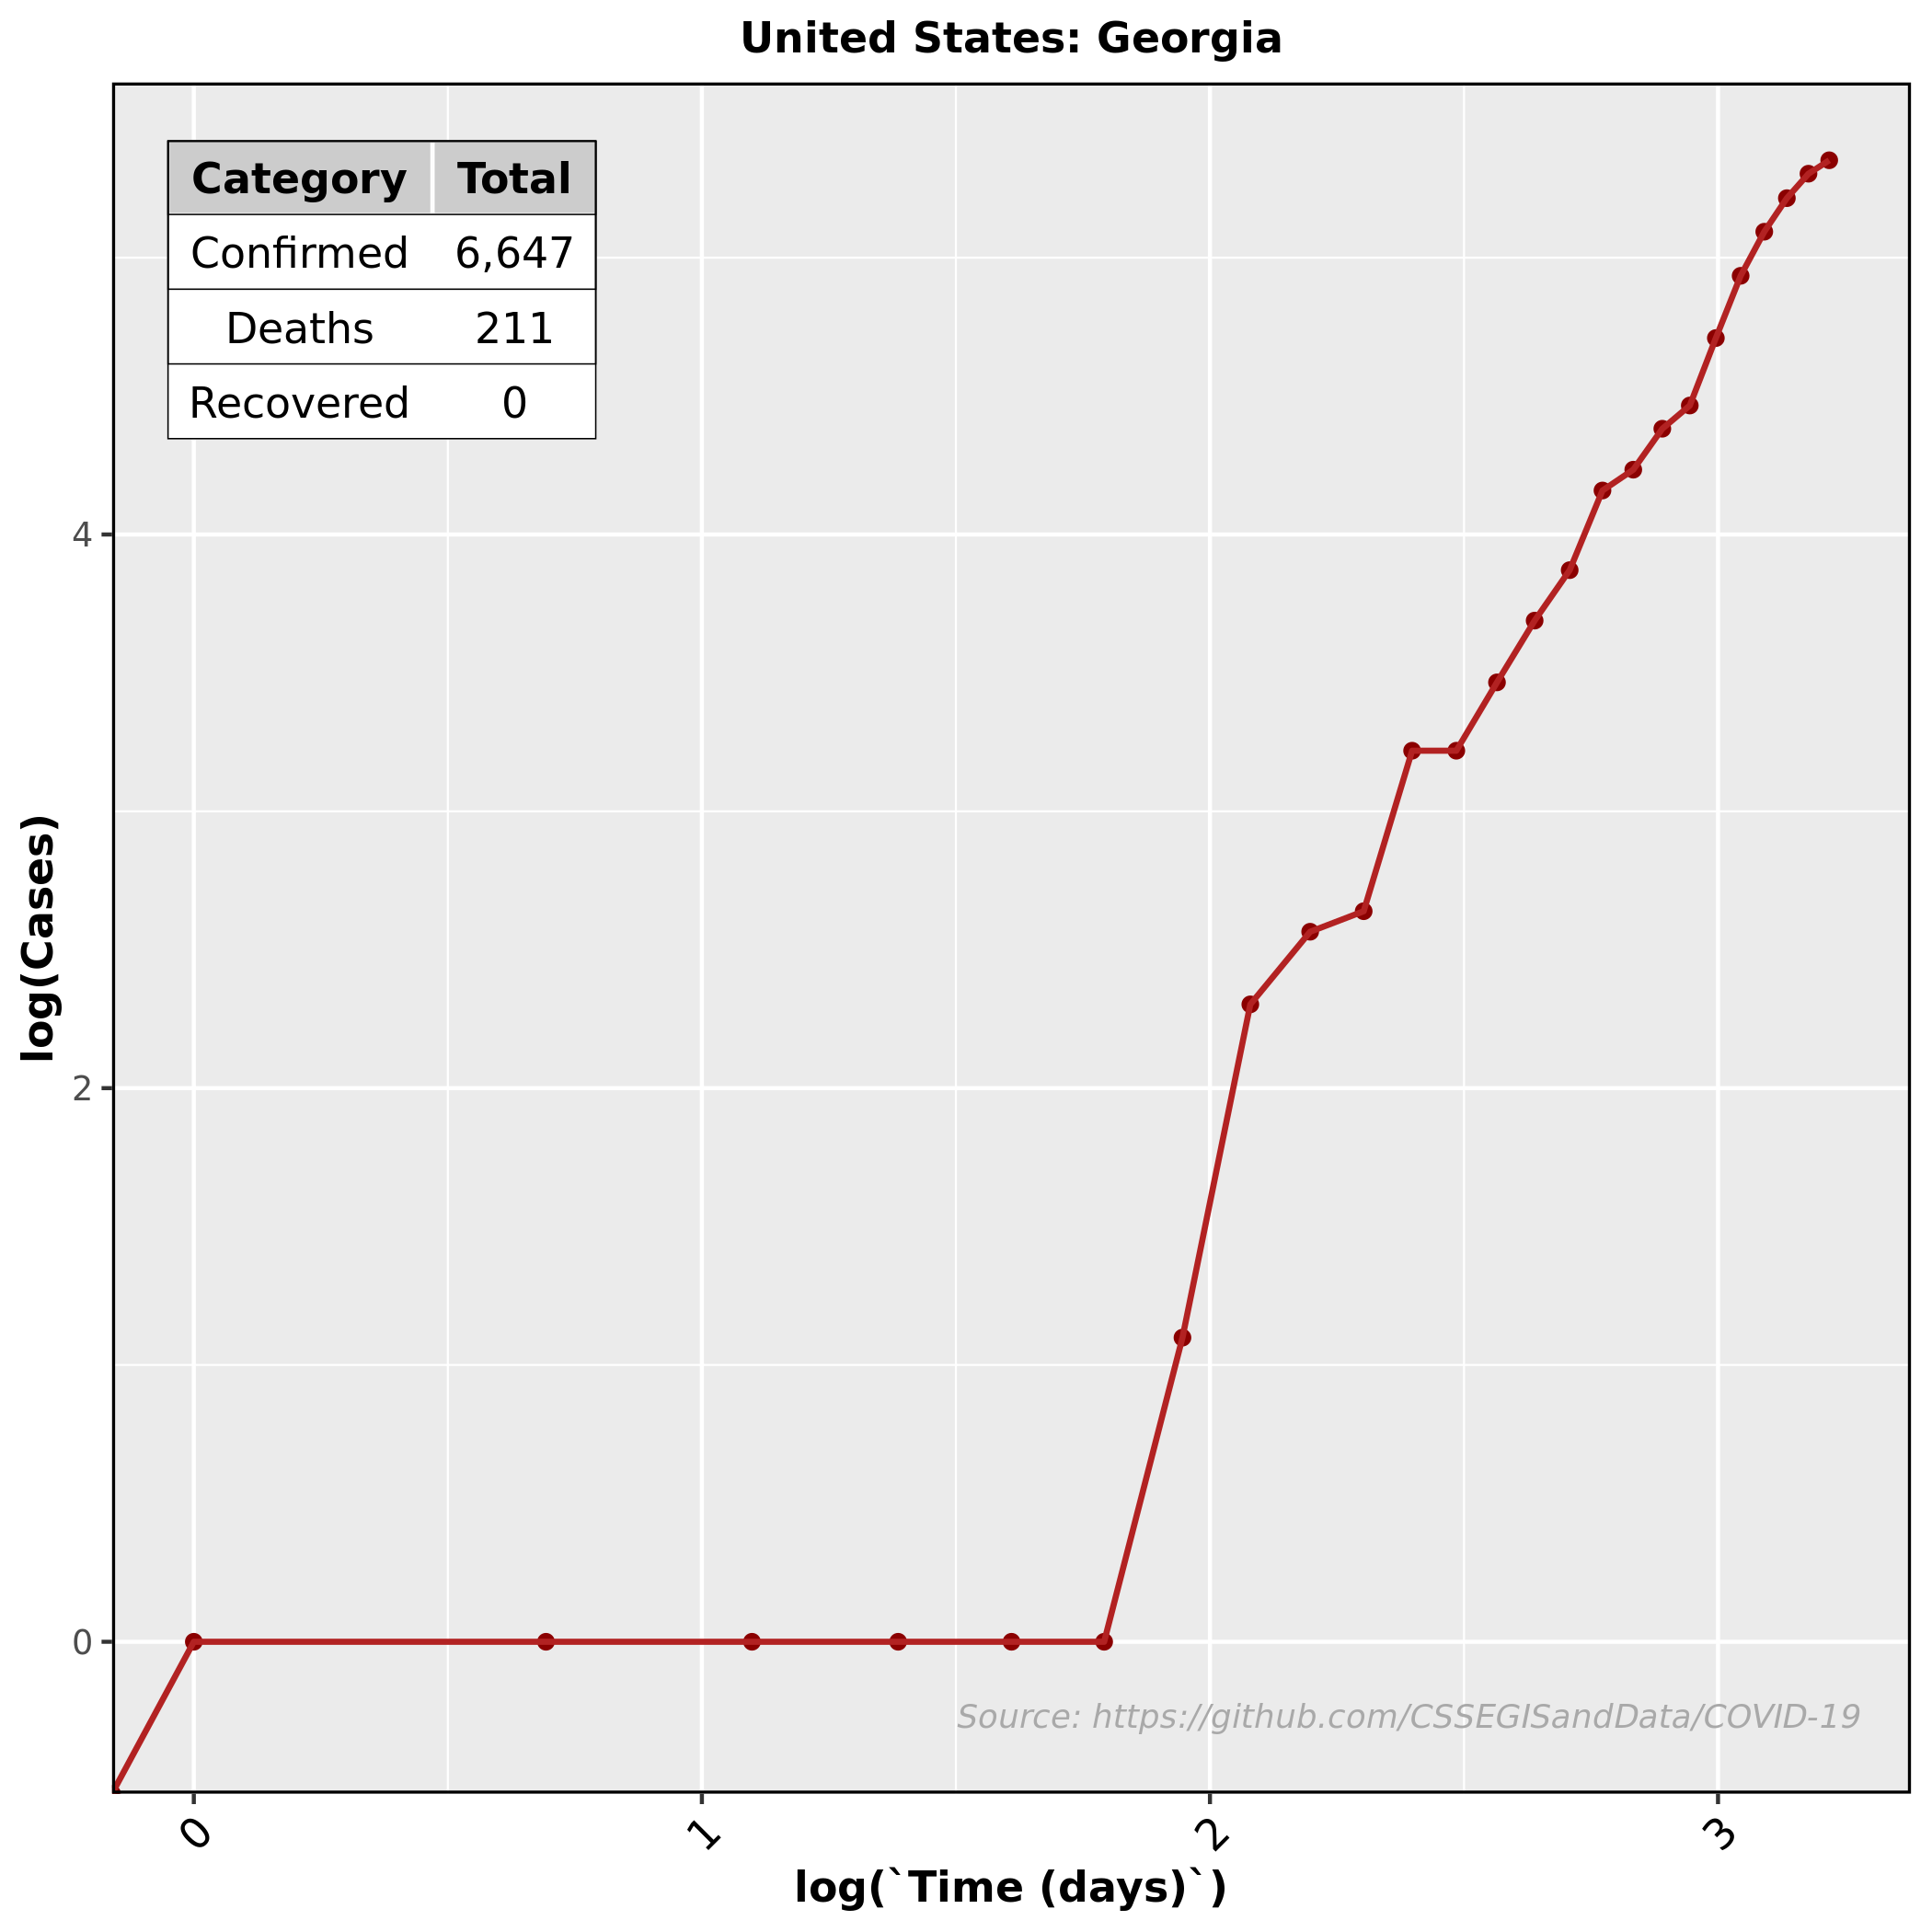 United States: Georgia
Category Total
Confirmed 6,647
Deaths 211
Recovered 0
4
2
0
log(Cases)
Source: https://github.com/CSSEGISandData/COVID-19
0 1 2 3
log(`Time (days)`)